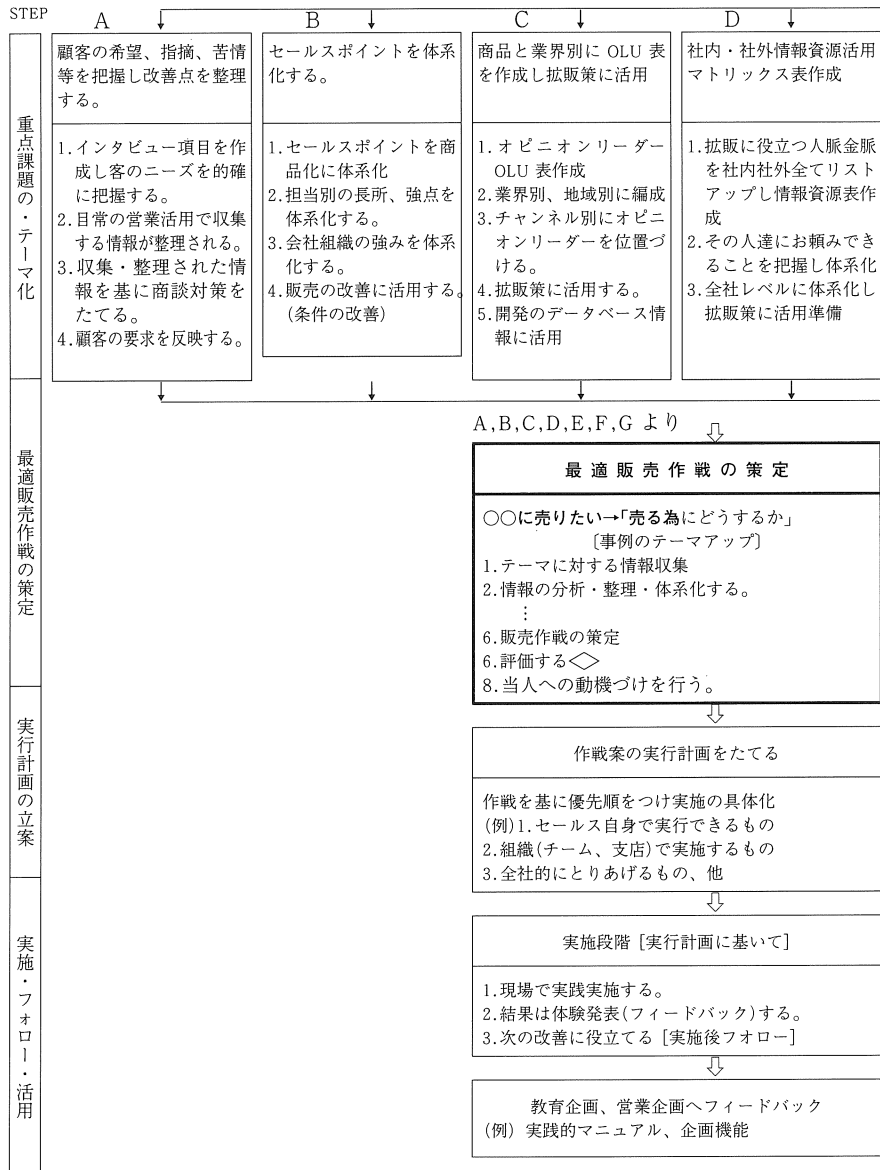 STEP
A
B
C
D
重点課題の・テーマ化
顧客の希望、指摘、苦情
等を把握し改善点を整理
する。
1.インタビュー項目を作
成し客のニーズを的確
に把握する。
2.日常の営業活用で収集
する情報が整理される。
3.収集・整理された情
報を基に商談対策を
たてる。
4.顧客の要求を反映する。
セールスポイントを体系
化する。
1.セールスポイントを商
品化に体系化
2.担当別の長所、強点を
体系化する。
3.会社組織の強みを体系
化する。
4.販売の改善に活用する。
(条件の改善)
商品と業界別に OLU 表
を作成し拡販策に活用
1.オピニオンリーダー
OLU 表作成
2.業界別、地域別に編成
3.チャンネル別にオピニ
オンリーダーを位置づ
ける。
4.拡販策に活用する。
5.開発のデータベース情
報に活用
社内・社外情報資源活用
マトリックス表作成
1.拡販に役立つ人脈金脈
を社内社外全てリスト
アップし情報資源表作
成
2.その人達にお頼みでき
ることを把握し体系化
3.全社レベルに体系化し
拡販策に活用準備
最適販売作戦の策定
A,B,C,D,E,F,G より
最適販売作戦の策定
○○に売りたい→「売る為にどうするか」
〔事例のテーマアップ〕
1.テーマに対する情報収集
2.情報の分析・整理・体系化する。
⋮
6.販売作戦の策定
6.評価する◇
8.当人への動機づけを行う。
実行計画の立案
作戦案の実行計画をたてる
作戦を基に優先順をつけ実施の具体化
(例)1.セールス自身で実行できるもの
2.組織(チーム、支店)で実施するもの
3.全社的にとりあげるもの、他
実施・フォロー・活用
実施段階[実行計画に基いて]
1.現場で実践実施する。
2.結果は体験発表(フィードバック)する。
3.次の改善に役立てる[実施後フオロー]
教育企画、営業企画へフィードバック
(例) 実践的マニュアル、企画機能